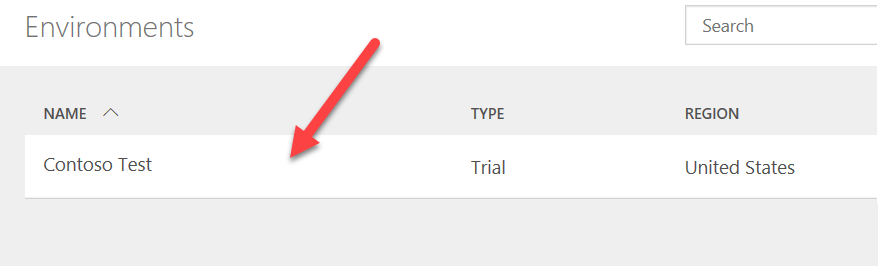 Environments
Search
NAME TYPE REGION
Contoso Test Trial United States